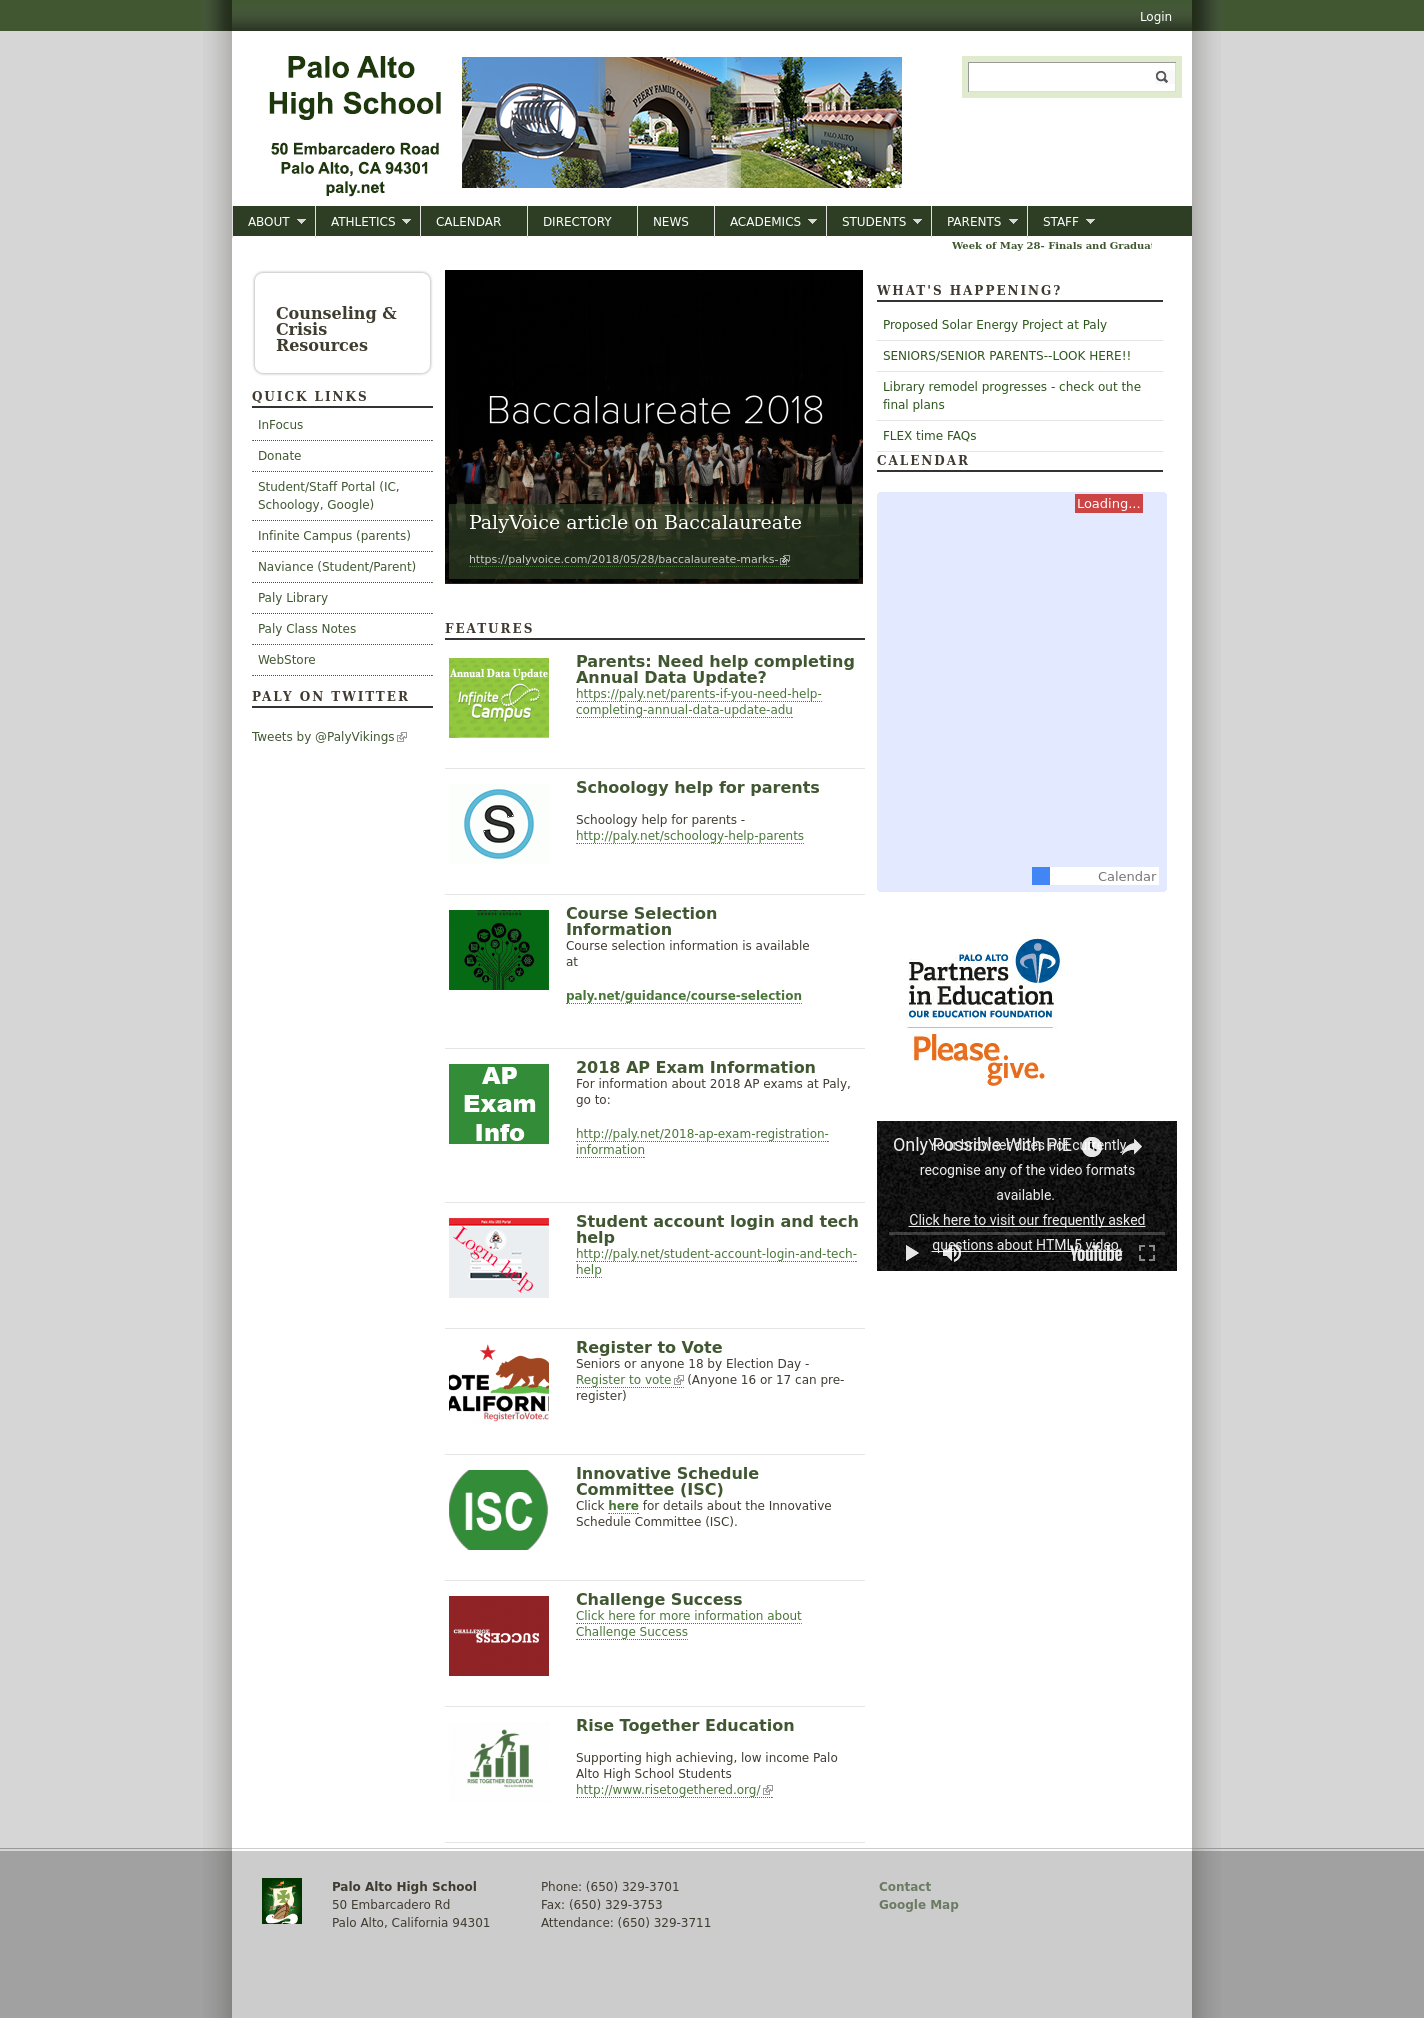 Login
Palo Alto
High School
50 Embarcadero Road
Palo Alto, CA 94301
paly.net
PEERY FAMILY CENTER
PALO ALTO
HIGH SCHOOL
ABOUT ATHLETICS CALENDAR DIRECTORY NEWS ACADEMICS STUDENTS PARENTS STAFF
Week of May 28- Finals and Graduat
Counseling &
Crisis
Resources
QUICK LINKS
InFocus
Donate
Student/Staff Portal (IC,
Schoology, Google)
Infinite Campus (parents)
Naviance (Student/Parent)
Paly Library
Paly Class Notes
WebStore
PALY ON TWITTER
Tweets by @PalyVikings
Baccalaureate 2018
PalyVoice article on Baccalaureate
https://palyvoice.com/2018/05/28/baccalaureate-marks-
FEATURES
Annual Data Update
Infinite
Campus
Parents: Need help completing
Annual Data Update?
https://paly.net/parents-if-you-need-help-
completing-annual-data-update-adu
S
Schoology help for parents
Schoology help for parents -
http://paly.net/schoology-help-parents
Course Selection
Information
Course selection information is available
at
paly.net/guidance/course-selection
AP
Exam
Info
2018 AP Exam Information
For information about 2018 AP exams at Paly,
go to:
http://paly.net/2018-ap-exam-registration-
information
Login help
Student account login and tech
help
http://paly.net/student-account-login-and-tech-
help
OTE
ALIFORNI
RegisterToVote.c
Register to Vote
Seniors or anyone 18 by Election Day -
Register to vote (Anyone 16 or 17 can pre-
register)
ISC
Innovative Schedule
Committee (ISC)
Click here for details about the Innovative
Schedule Committee (ISC).
CHALLENGE
SUCCESS
Challenge Success
Click here for more information about
Challenge Success
RISE TOGETHER EDUCATION
Rise Together Education
Supporting high achieving, low income Palo
Alto High School Students
http://www.risetogethered.org/
WHAT'S HAPPENING?
Proposed Solar Energy Project at Paly
SENIORS/SENIOR PARENTS--LOOK HERE!!
Library remodel progresses - check out the
final plans
FLEX time FAQs
CALENDAR
Loading...
Calendar
PALO ALTO
Partners
in Education
OUR EDUCATION FOUNDATION
Please
give.
Only Possible With PiE
Your browser does not currently
recognise any of the video formats
available.
Click here to visit our frequently asked
questions about HTML5 video.
YouTube
Palo Alto High School
50 Embarcadero Rd
Palo Alto, California 94301
Phone: (650) 329-3701
Fax: (650) 329-3753
Attendance: (650) 329-3711
Contact
Google Map